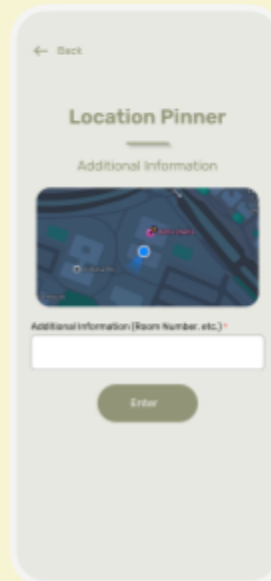 ← Back
Location Pinner
Additional Information
Google
Additional Information (Room Number, etc.) *
Enter